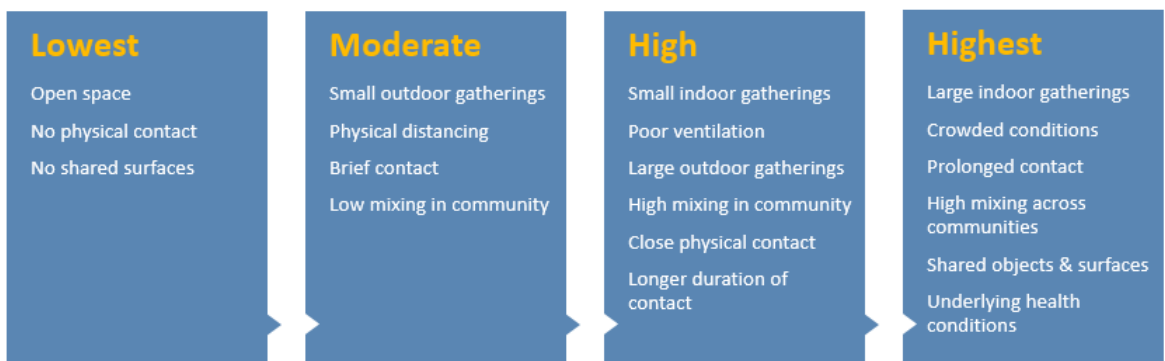 Lowest
Open space
No physical contact
No shared surfaces
Moderate
Small outdoor gatherings
Physical distancing
Brief contact
Low mixing in community
High
Small indoor gatherings
Poor ventilation
Large outdoor gatherings
High mixing in community
Close physical contact
Longer duration of
contact
Highest
Large indoor gatherings
Crowded conditions
Prolonged contact
High mixing across
communities
Shared objects & surfaces
Underlying health
conditions